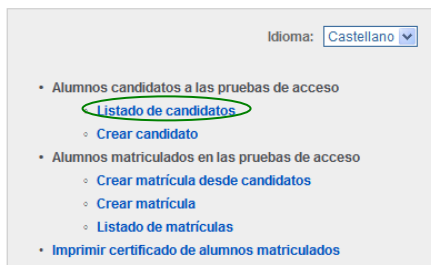 Idioma: Castellano
• Alumnos candidatos a las pruebas de acceso
◦ Listado de candidatos
◦ Crear candidato
• Alumnos matriculados en las pruebas de acceso
◦ Crear matrícula desde candidatos
◦ Crear matrícula
◦ Listado de matrículas
• Imprimir certificado de alumnos matriculados